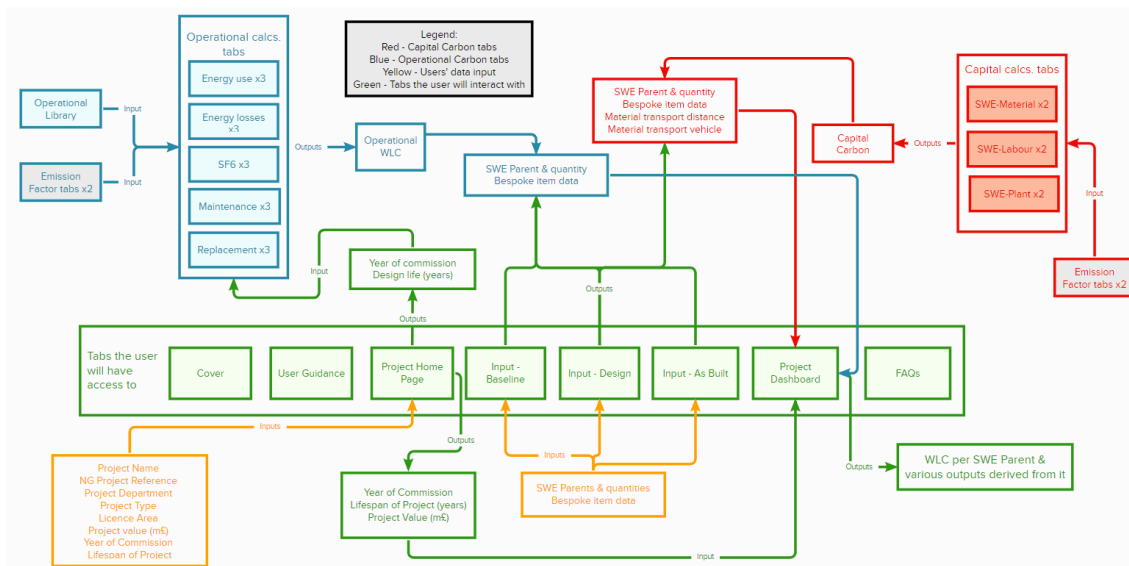 Operational calcs.
tabs
Energy use x3
Energy losses
x3
SF6 x3
Maintenance x3
Replacement x3
Operational
Library
Input
Emission
Factor tabs x2
Input
Outputs
Operational
WLC
Legend:
Red - Capital Carbon tabs
Blue - Operational Carbon tabs
Yellow - Users' data input
Green - Tabs the user will interact with
SWE Parent & quantity
Bespoke item data
SWE Parent & quantity
Bespoke item data
Material transport distance
Material transport vehicle
Capital
Carbon
Outputs
Capital calcs. tabs
SWE-Material x2
SWE-Labour x2
SWE-Plant x2
Input
Emission
Factor tabs x2
Year of commission
Design life (years)
Input
Outputs
Outputs
Tabs the user
will have
access to
Cover
User Guidance
Project Home
Page
Input -
Baseline
Input - Design
Input - As Built
Project
Dashboard
FAQs
Inputs
Project Name
NG Project Reference
Project Department
Project Type
Licence Area
Project value (m£)
Year of Commission
Lifespan of Project
Outputs
Year of Commission
Lifespan of Project (years)
Project Value (m£)
Inputs
SWE Parents & quantities
Bespoke item data
Input
Outputs
WLC per SWE Parent &
various outputs derived from it